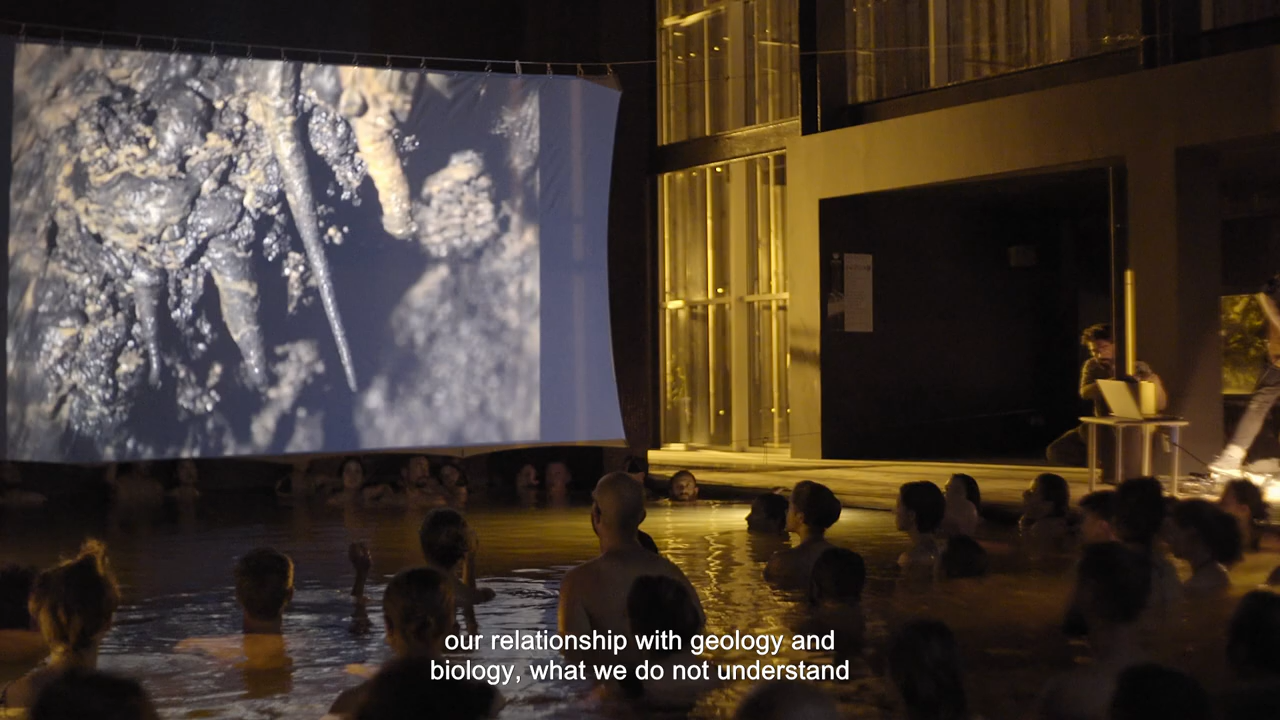 our relationship with geology and
biology, what we do not understand